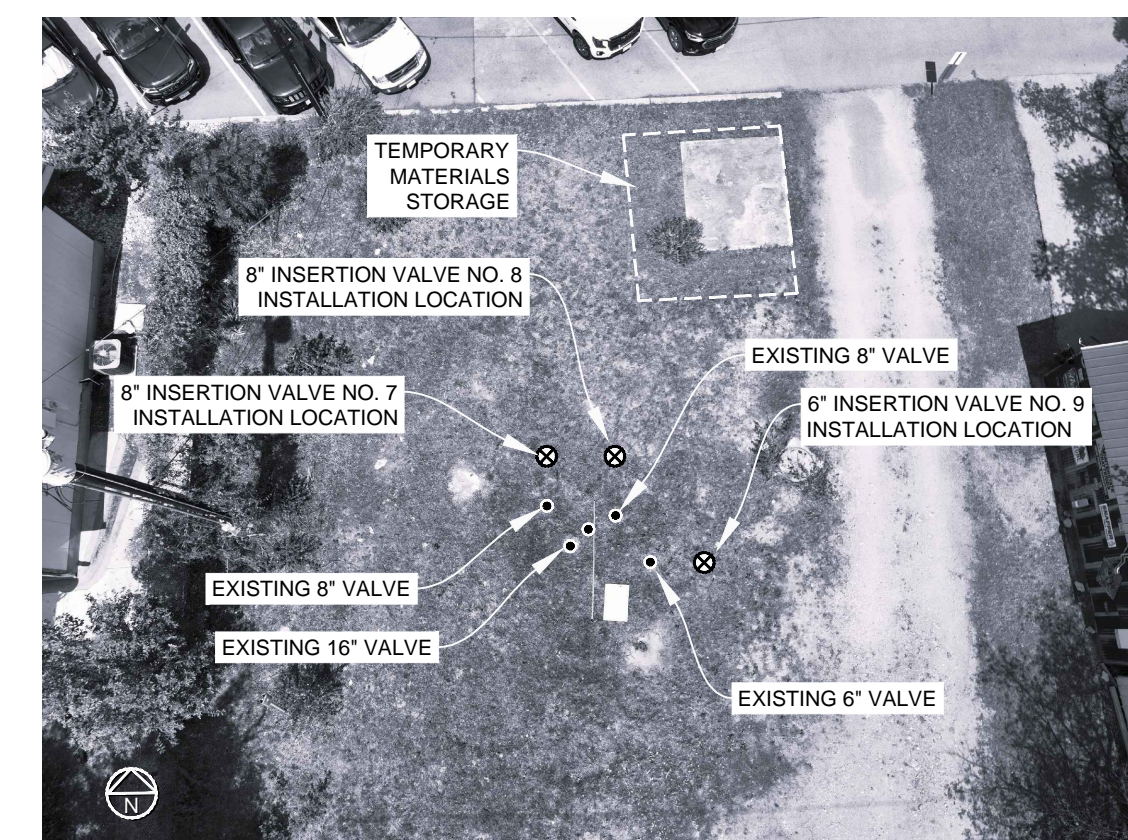 TEMPORARY
MATERIALS
STORAGE
8" INSERTION VALVE NO. 8
INSTALLATION LOCATION
EXISTING 8" VALVE
8" INSERTION VALVE NO. 7
INSTALLATION LOCATION
6" INSERTION VALVE NO. 9
INSTALLATION LOCATION
EXISTING 8" VALVE
EXISTING 16" VALVE
EXISTING 6" VALVE
N